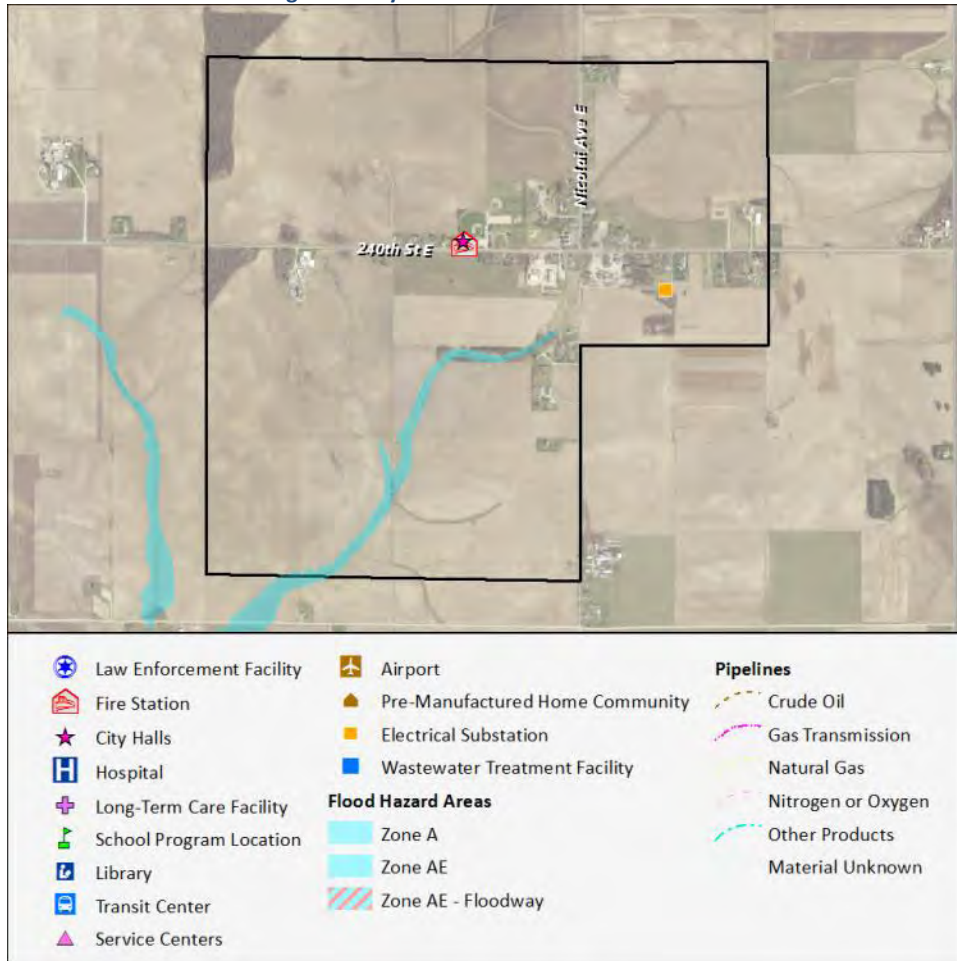 Nicolai Ave E
240th St E
Law Enforcement Facility
Fire Station
City Halls
Hospital
Long-Term Care Facility
School Program Location
Library
Transit Center
Service Centers
Airport
Pre-Manufactured Home Community
Electrical Substation
Wastewater Treatment Facility
Flood Hazard Areas
Zone A
Zone AE
Zone AE - Floodway
Pipelines
Crude Oil
Gas Transmission
Natural Gas
Nitrogen or Oxygen
Other Products
Material Unknown